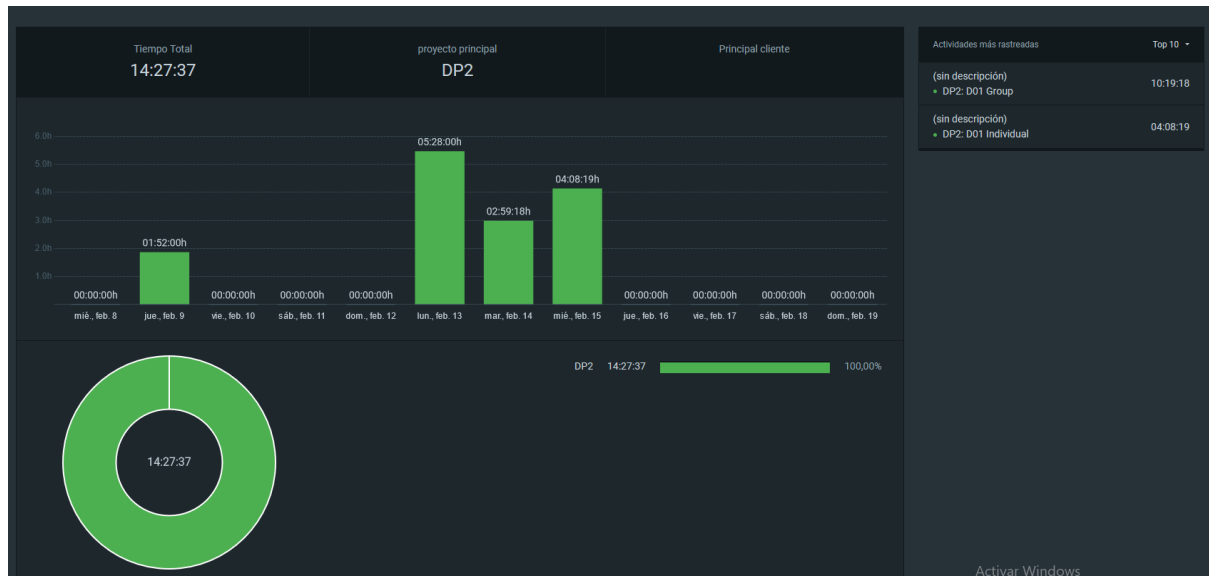 Tiempo Total
14:27:37
proyecto principal
DP2
Principal cliente
Actividades más rastreadas
Top 10
(sin descripción)
DP2: D01 Group
10:19:18
(sin descripción)
DP2: D01 Individual
04:08:19
6.0h
5.0h
4.0h
3.0h
2.0h
1.0h
00:00:00h
01:52:00h
00:00:00h
00:00:00h
00:00:00h
05:28:00h
02:59:18h
04:08:19h
00:00:00h
00:00:00h
00:00:00h
00:00:00h
mié., feb. 8
jue., feb. 9
vie., feb. 10
sáb., feb. 11
dom., feb. 12
lun., feb. 13
mar., feb. 14
mié., feb. 15
jue., feb. 16
vie., feb. 17
sáb., feb. 18
dom., feb. 19
DP2 14:27:37 100,00%
14:27:37
Activar Windows